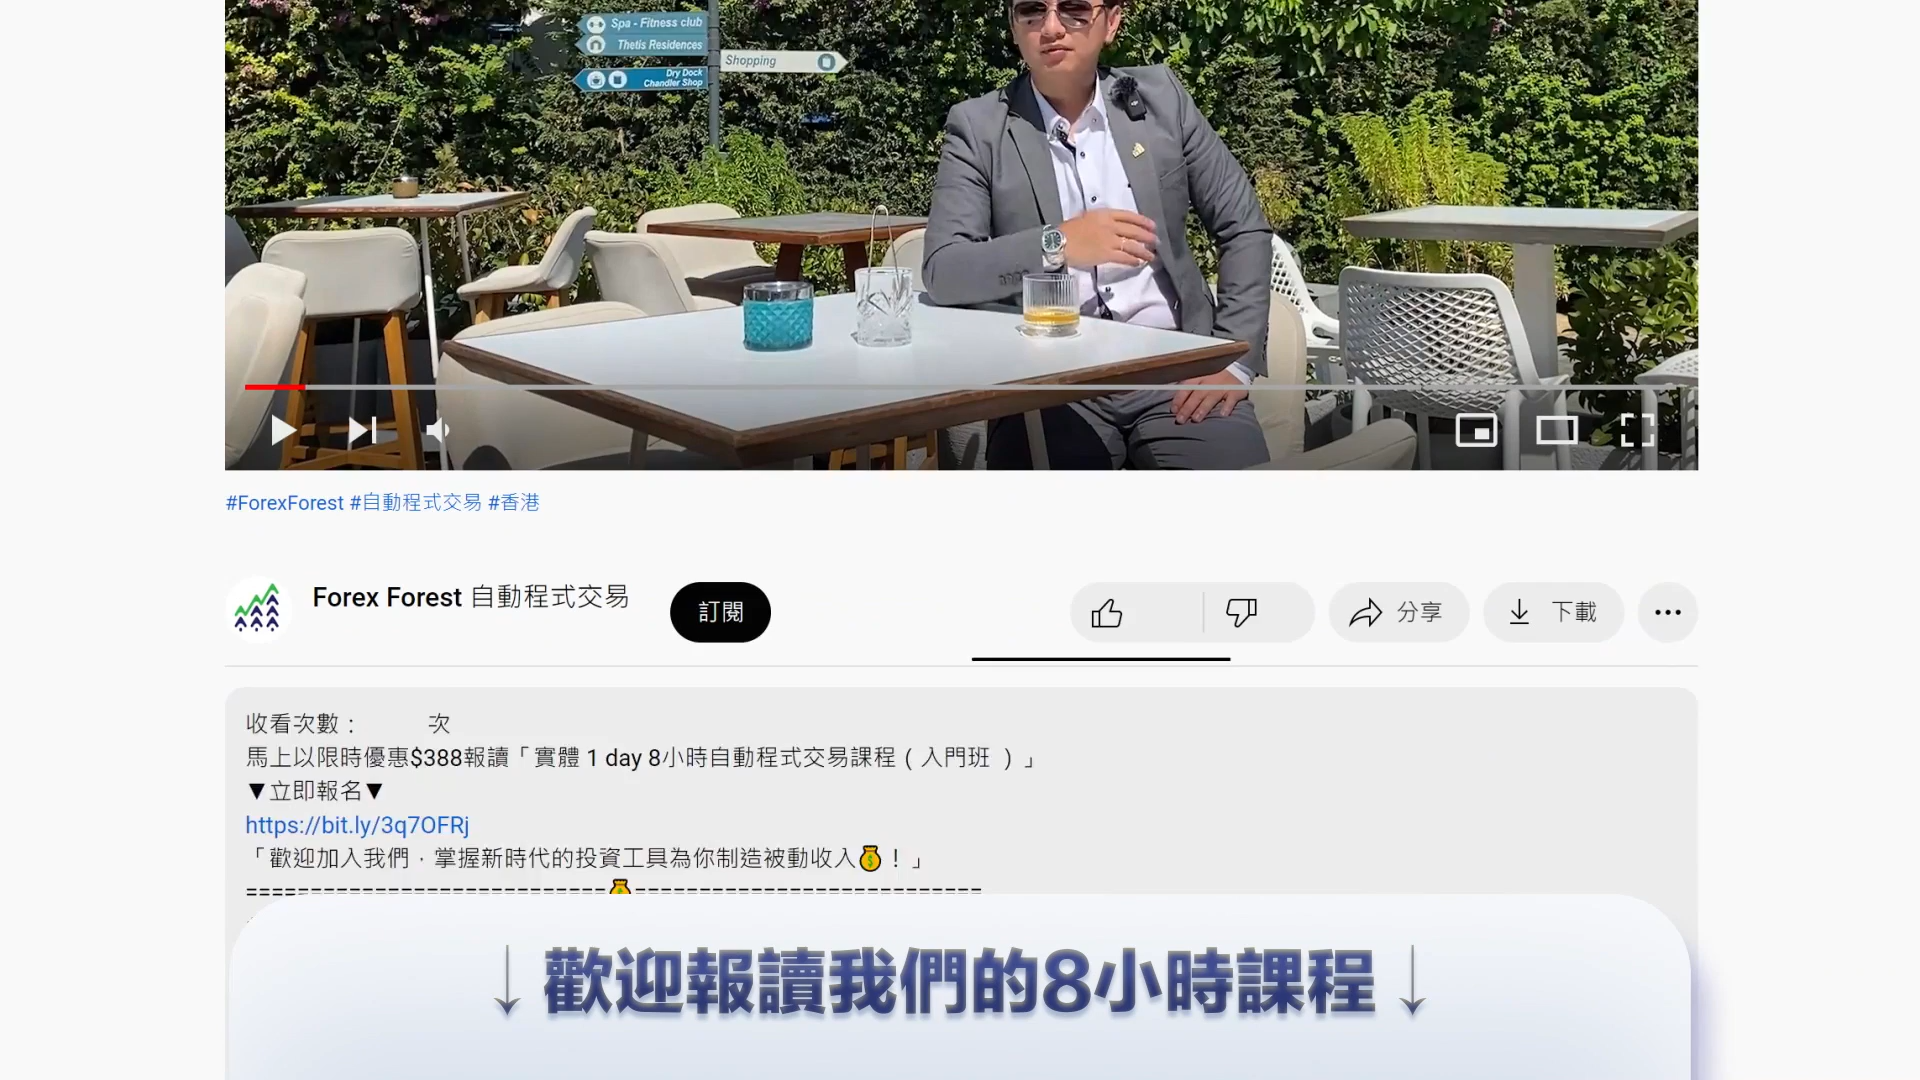 Spa - Fitness club
Thetis Residences
Shopping
Dry Dock
Chandler Shop
#ForexForest #自動程式交易 #香港
Forex Forest 自動程式交易
訂閱
分享
下載
收看次數： 次
馬上以限時優惠$388報讀「實體 1 day 8小時自動程式交易課程（入門班 ）」
▼立即報名▼
https://bit.ly/3q7OFRj
「歡迎加入我們，掌握新時代的投資工具為你制造被動收入💰！」
===========================💰===========================
↓歡迎報讀我們的8小時課程↓